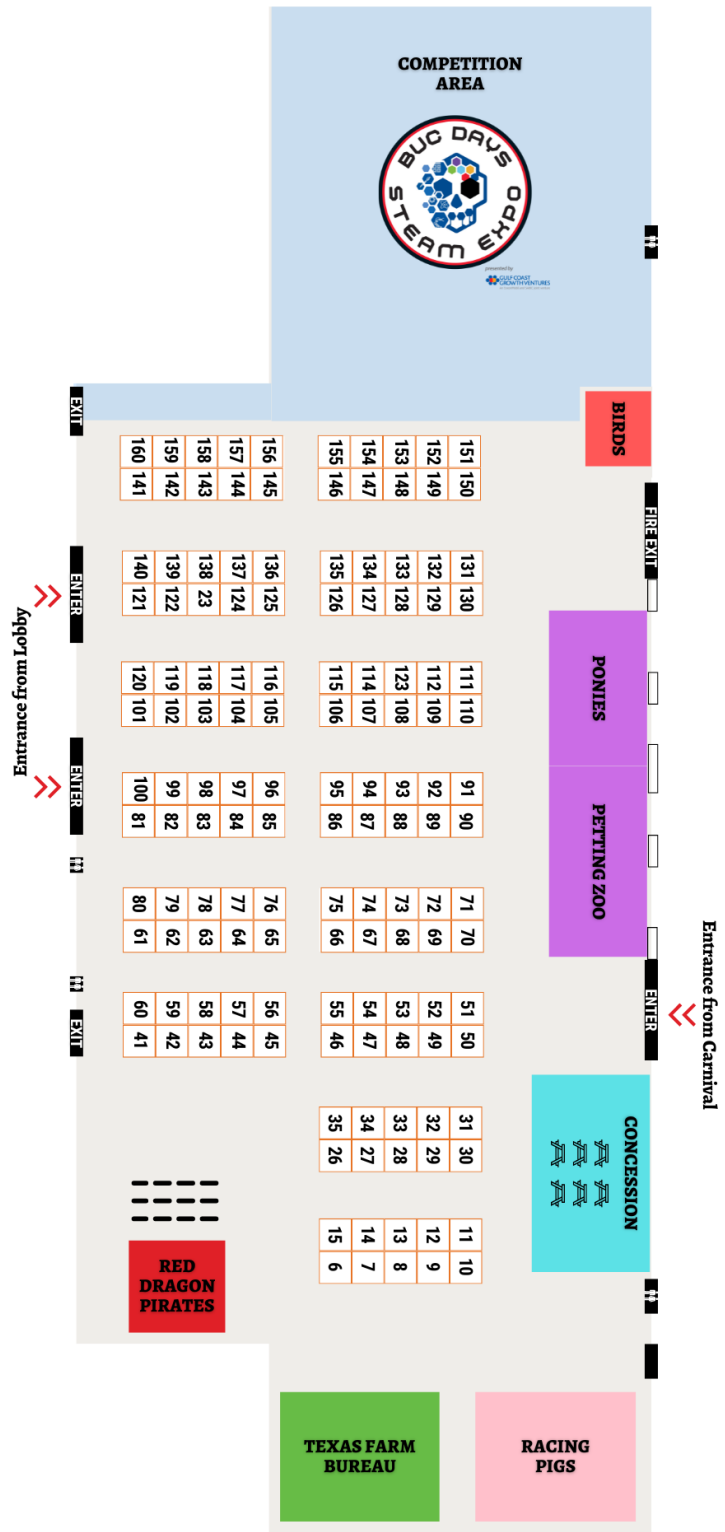 COMPETITION
AREA
BUC DAYS
STEAM EXPO
presented by
GULF COAST
GROWTH VENTURES
BIRDS
EXIT
160 159 158 157 156 155 154 153 152 151
141 142 143 144 145 146 147 148 149 150
FIRE EXIT
140 139 138 137 136 135 134 133 132 131
121 122 23 124 125 126 127 128 129 130
ENTER
Entrance from Lobby
PONIES
120 119 118 117 116 115 114 123 112 111
101 102 103 104 105 106 107 108 109 110
ENTER
PETTING ZOO
100 99 98 97 96 95 94 93 92 91
81 82 83 84 85 86 87 88 89 90
80 79 78 77 76 75 74 73 72 71
61 62 63 64 65 66 67 68 69 70
ENTER
Entrance from Carnival
EXIT
60 59 58 57 56 55 54 53 52 51
41 42 43 44 45 46 47 48 49 50
CONCESSION
35 34 33 32 31
26 27 28 29 30
15 14 13 12 11
6 7 8 9 10
RED
DRAGON
PIRATES
TEXAS FARM
BUREAU
RACING
PIGS